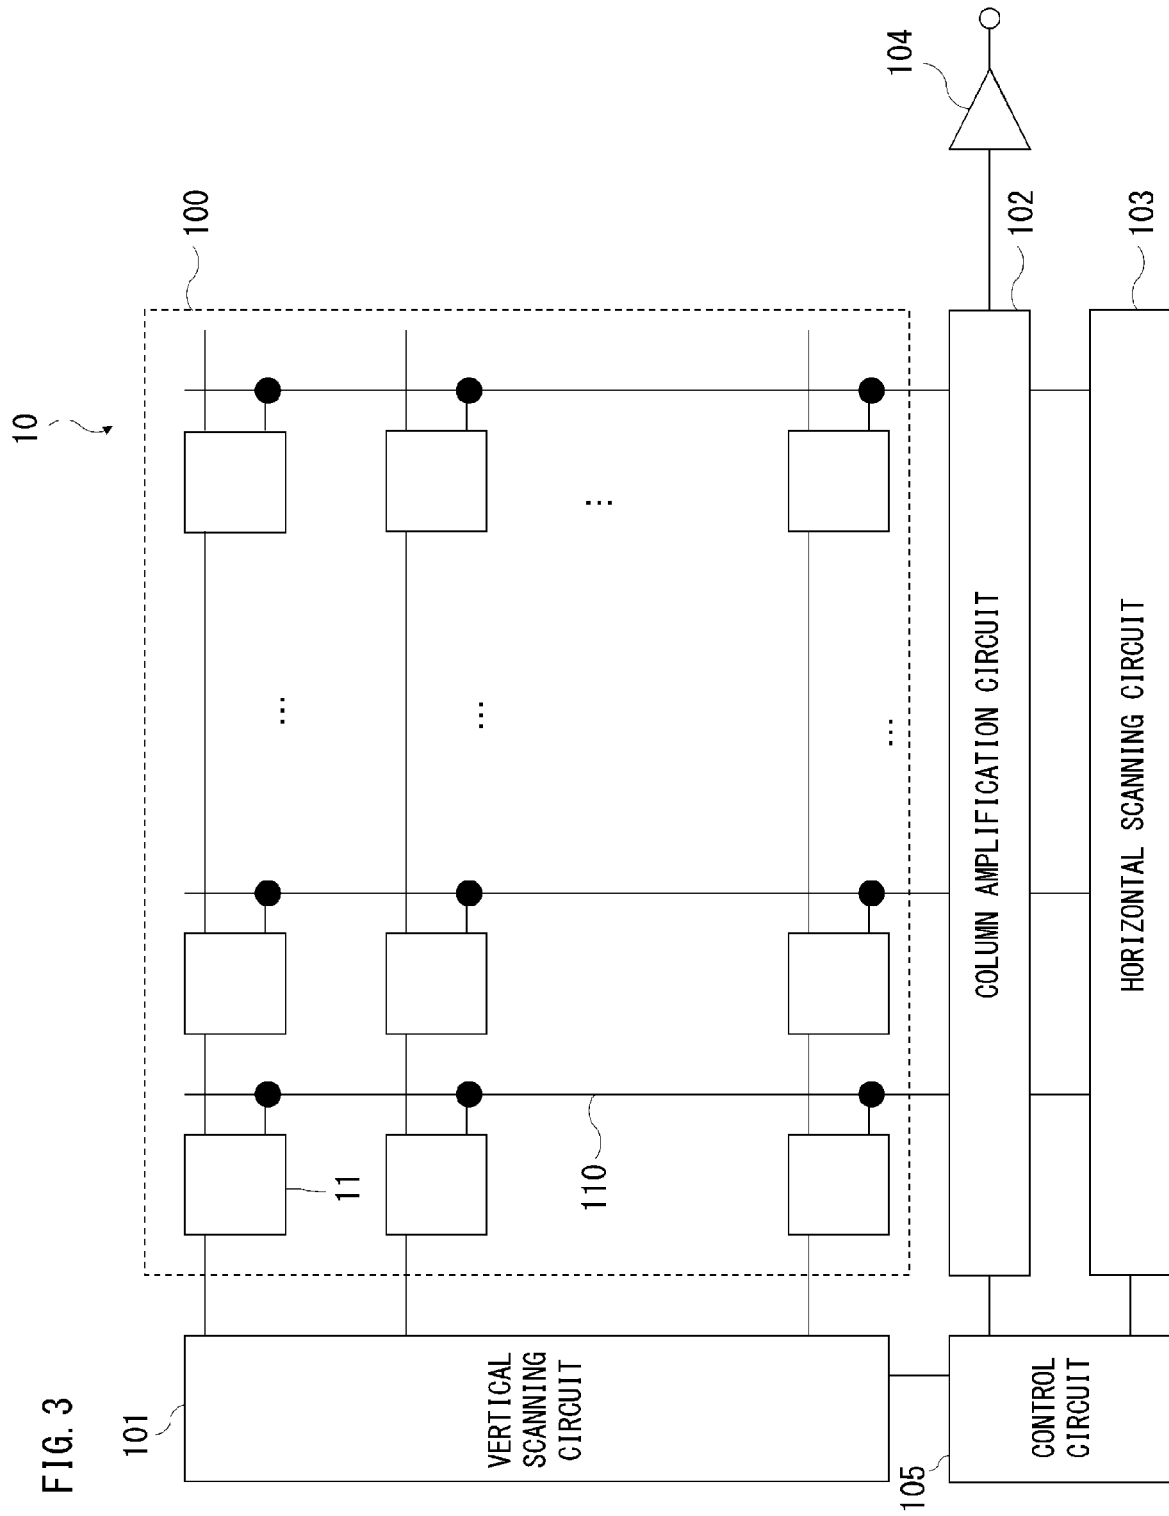 FIG. 3
10
100
104
101
VERTICAL
SCANNING
CIRCUIT
11
110
...
...
...
...
COLUMN AMPLIFICATION CIRCUIT
102
105
CONTROL
CIRCUIT
HORIZONTAL SCANNING CIRCUIT
103